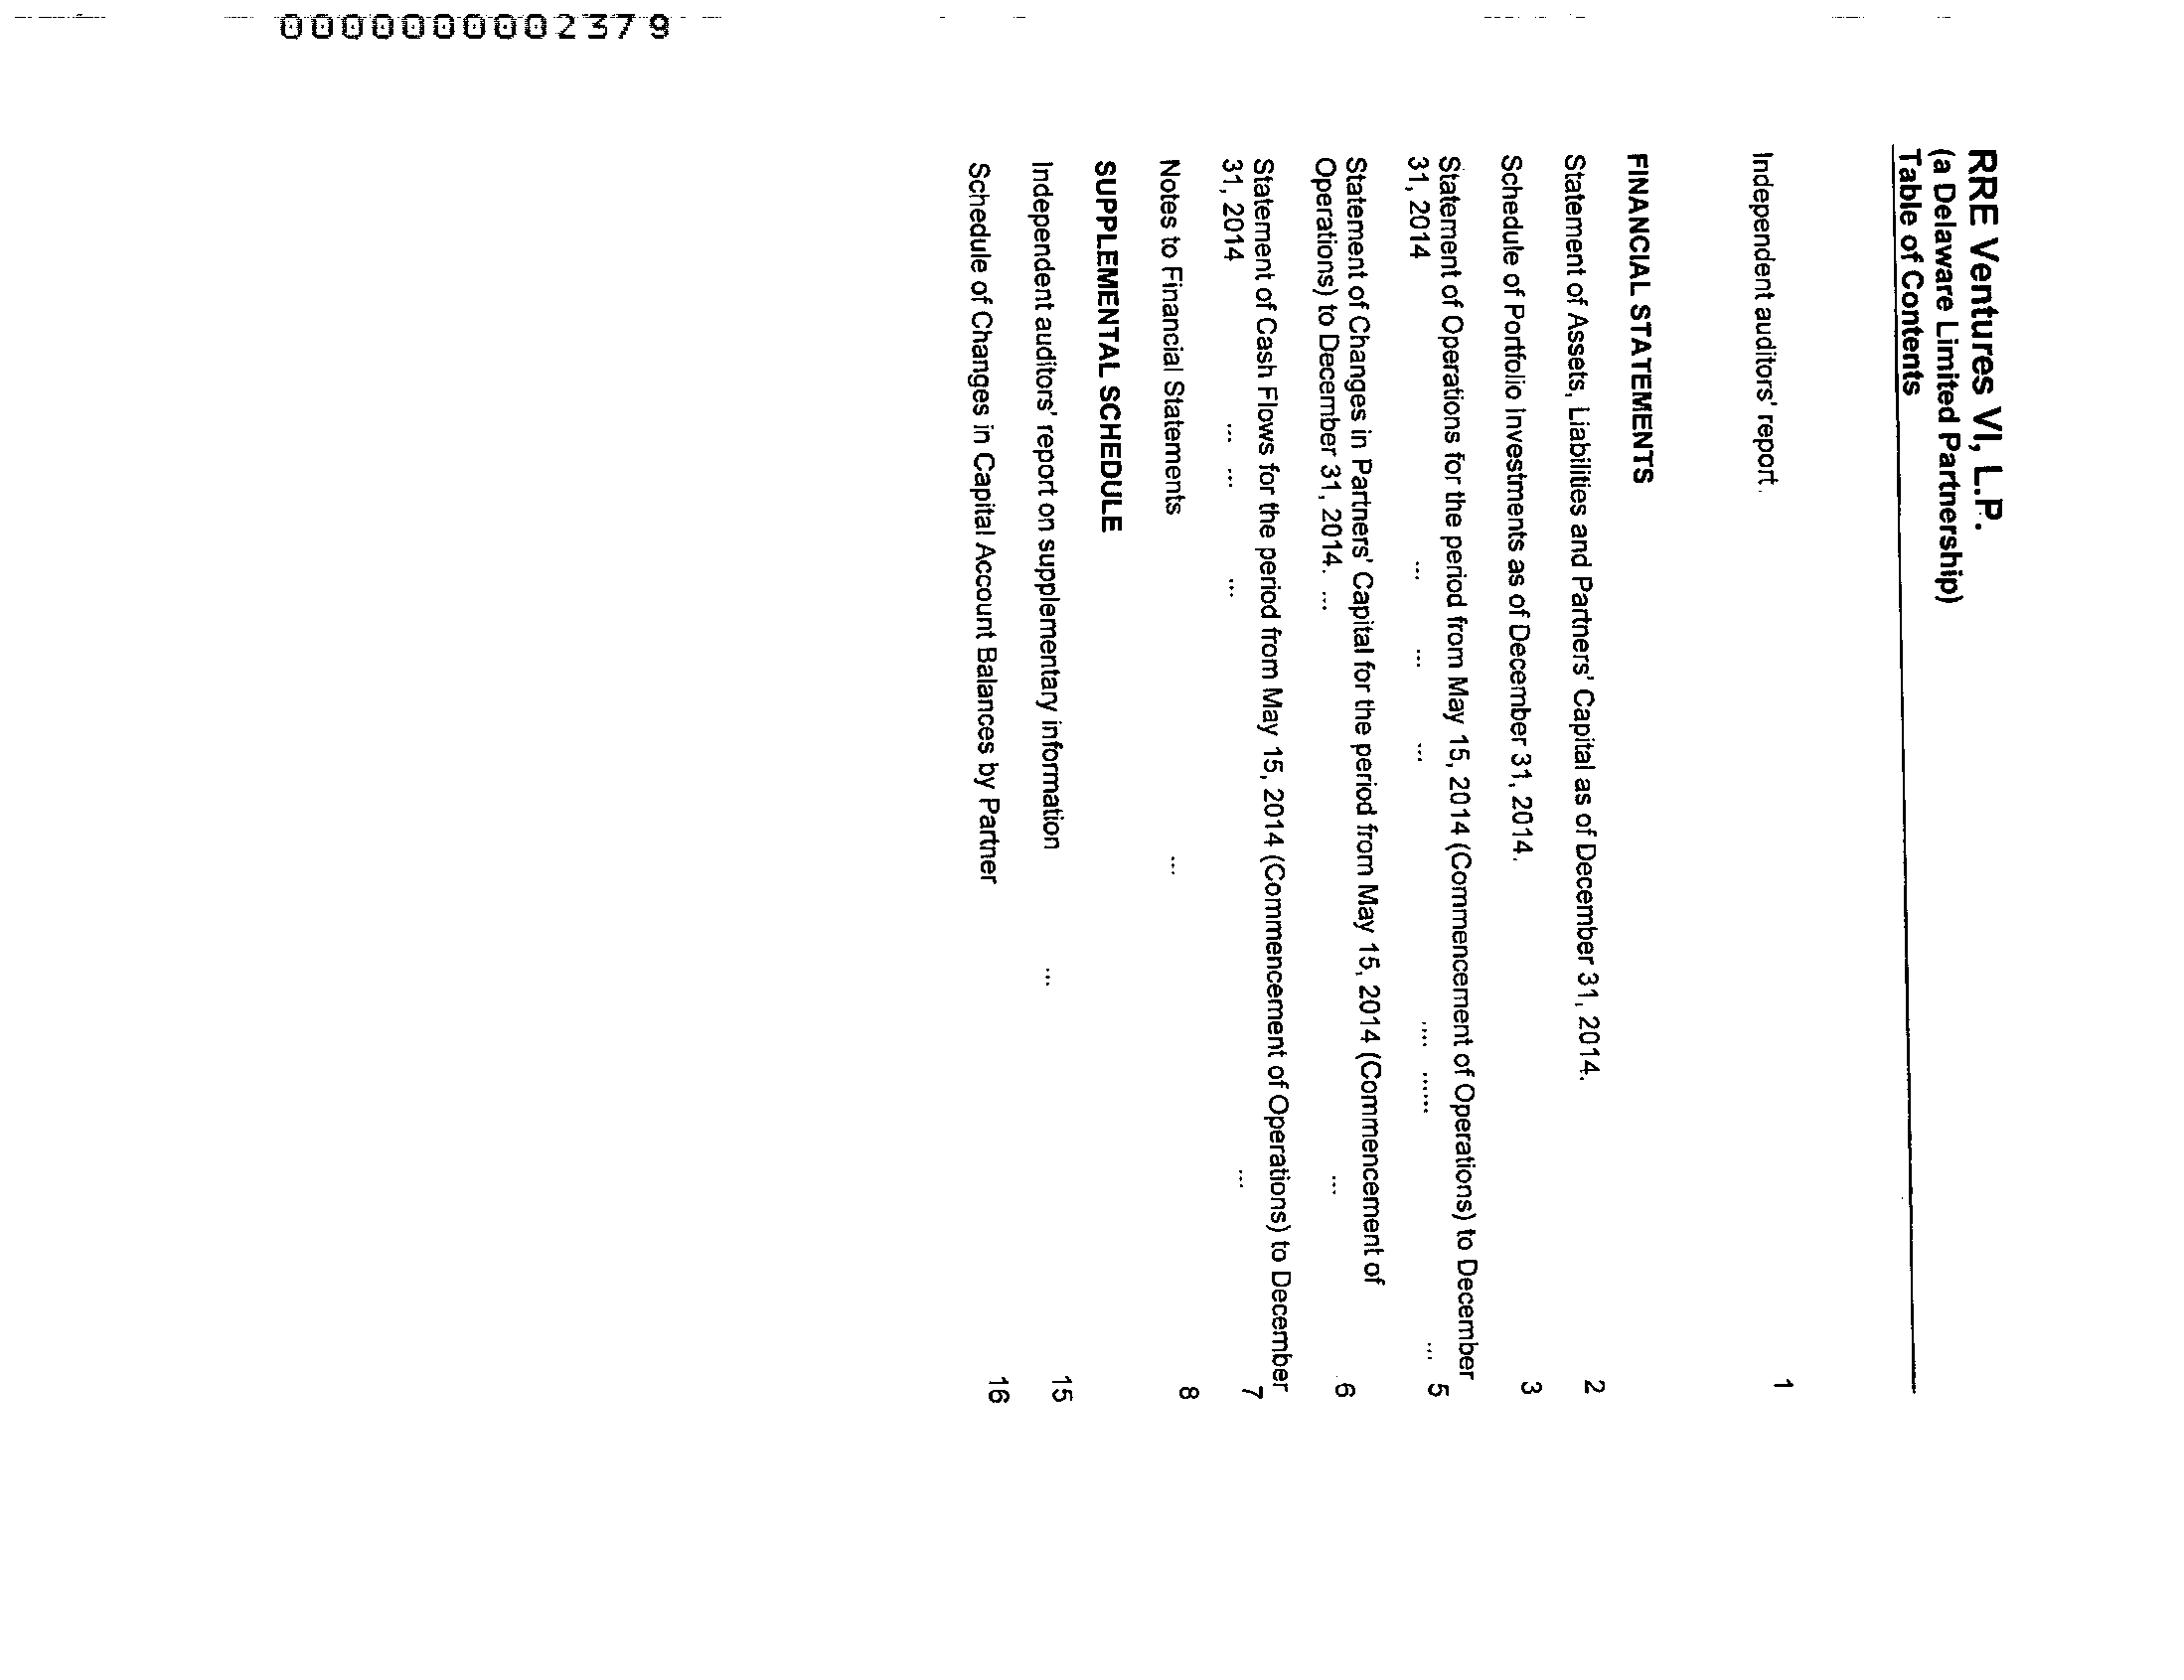 RRE Ventures VI, L.P.
(a Delaware Limited Partnership)
Table of Contents
Independent auditors' report. 1
FINANCIAL STATEMENTS
Statement of Assets, Liabilities and Partners' Capital as of December 31, 2014. 2
Schedule of Portfolio Investments as of December 31, 2014. 3
Statement of Operations for the period from May 15, 2014 (Commencement of Operations) to December
31, 2014 ... ... ... .... ...... ... 5
Statement of Changes in Partners' Capital for the period from May 15, 2014 (Commencement of
Operations) to December 31, 2014. ... ... . 6
Statement of Cash Flows for the period from May 15, 2014 (Commencement of Operations) to December
31, 2014 ... ... ... ... 7
Notes to Financial Statements ... 8
SUPPLEMENTAL SCHEDULE
Independent auditors' report on supplementary information ... 15
Schedule of Changes in Capital Account Balances by Partner 16
0000000002379